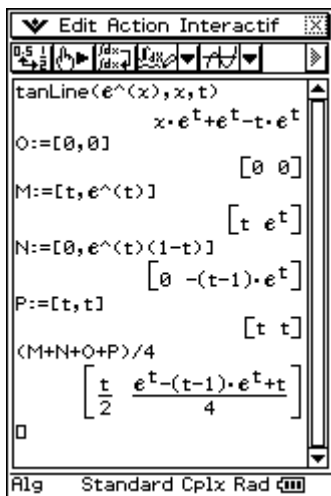 Edit Action Interactif
tanLine(e^(x),x,t)
x·e^t+e^t-t·e^t
O:=[0,0]
[0 0]
M:=[t,e^(t)]
[t e^t]
N:=[0,e^(t)(1-t)]
[0 -(t-1)·e^t]
P:=[t,t]
[t t]
(M+N+O+P)/4
[t/2 (e^t-(t-1)·e^t+t)/4]
Alg Standard Cplx Rad